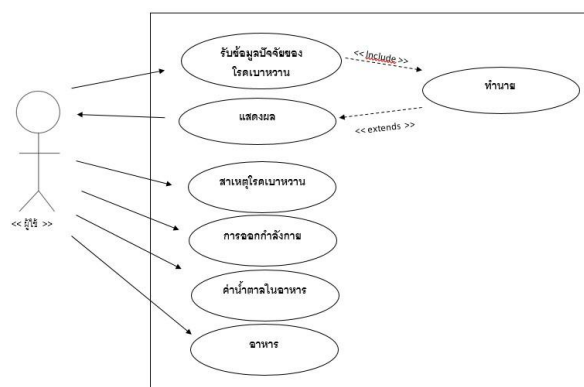 รับข้อมูลปัจจัยของ
โรคเบาหวาน
<< Include >>
ทำนาย
แสดงผล
<< extends >>
สาเหตุโรคเบาหวาน
<< ผู้ใช้ >>
การออกกำลังกาย
ค่าน้ำตาลในอาหาร
อาหาร